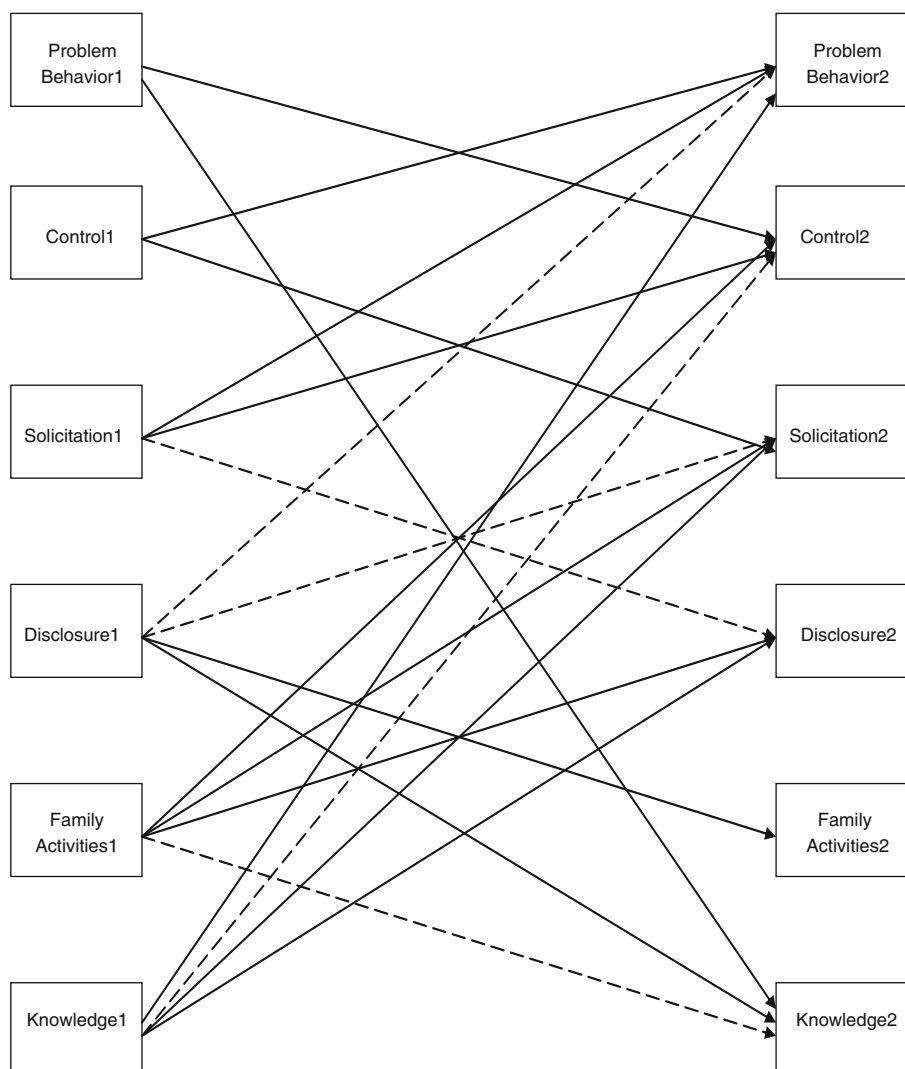 Problem
Behavior1
Problem
Behavior2
Control1
Control2
Solicitation1
Solicitation2
Disclosure1
Disclosure2
Family
Activities1
Family
Activities2
Knowledge1
Knowledge2